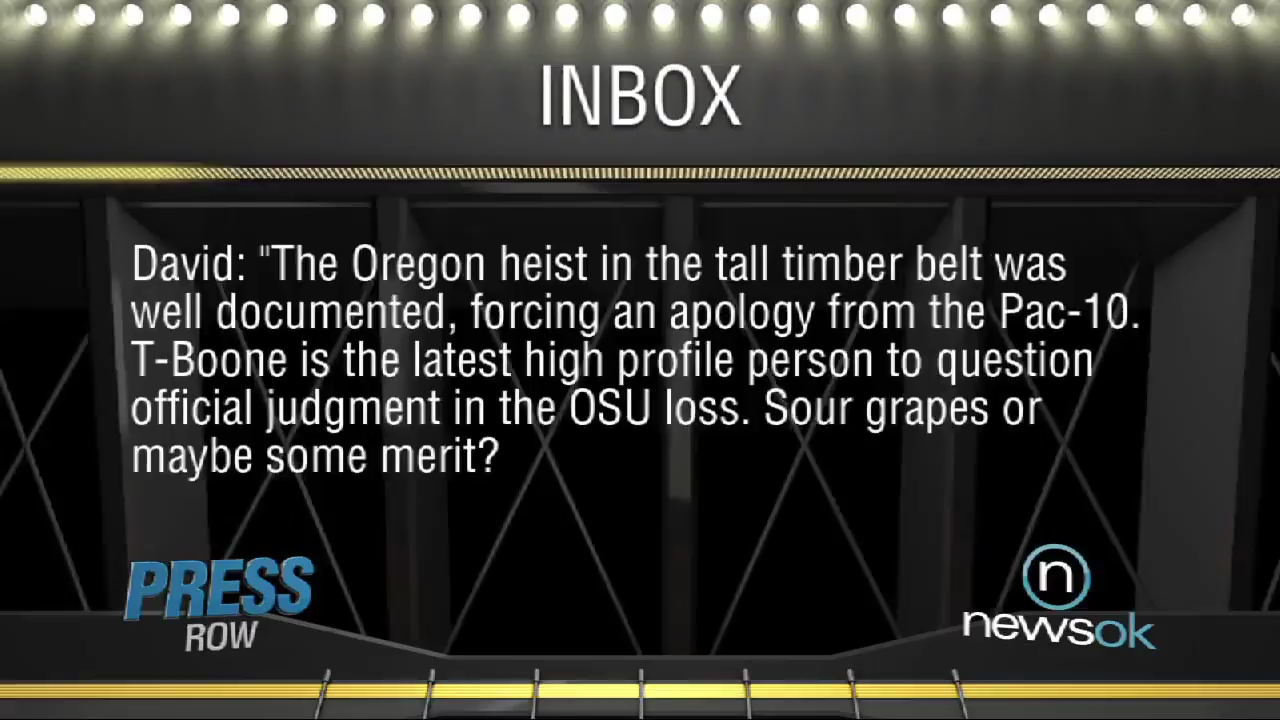 INBOX
David: "The Oregon heist in the tall timber belt was
well documented, forcing an apology from the Pac-10.
T-Boone is the latest high profile person to question
official judgment in the OSU loss. Sour grapes or
maybe some merit?
PRESS
ROW
n
newsok